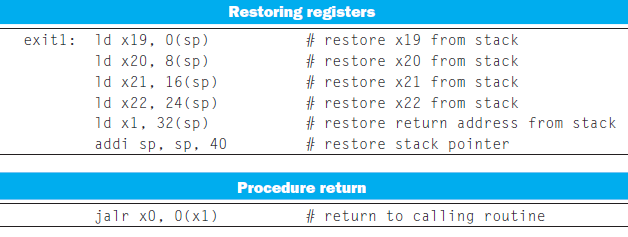 Restoring registers
exit1: ld x19, 0(sp) # restore x19 from stack
ld x20, 8(sp) # restore x20 from stack
ld x21, 16(sp) # restore x21 from stack
ld x22, 24(sp) # restore x22 from stack
ld x1, 32(sp) # restore return address from stack
addi sp, sp, 40 # restore stack pointer
Procedure return
jalr x0, 0(x1) # return to calling routine